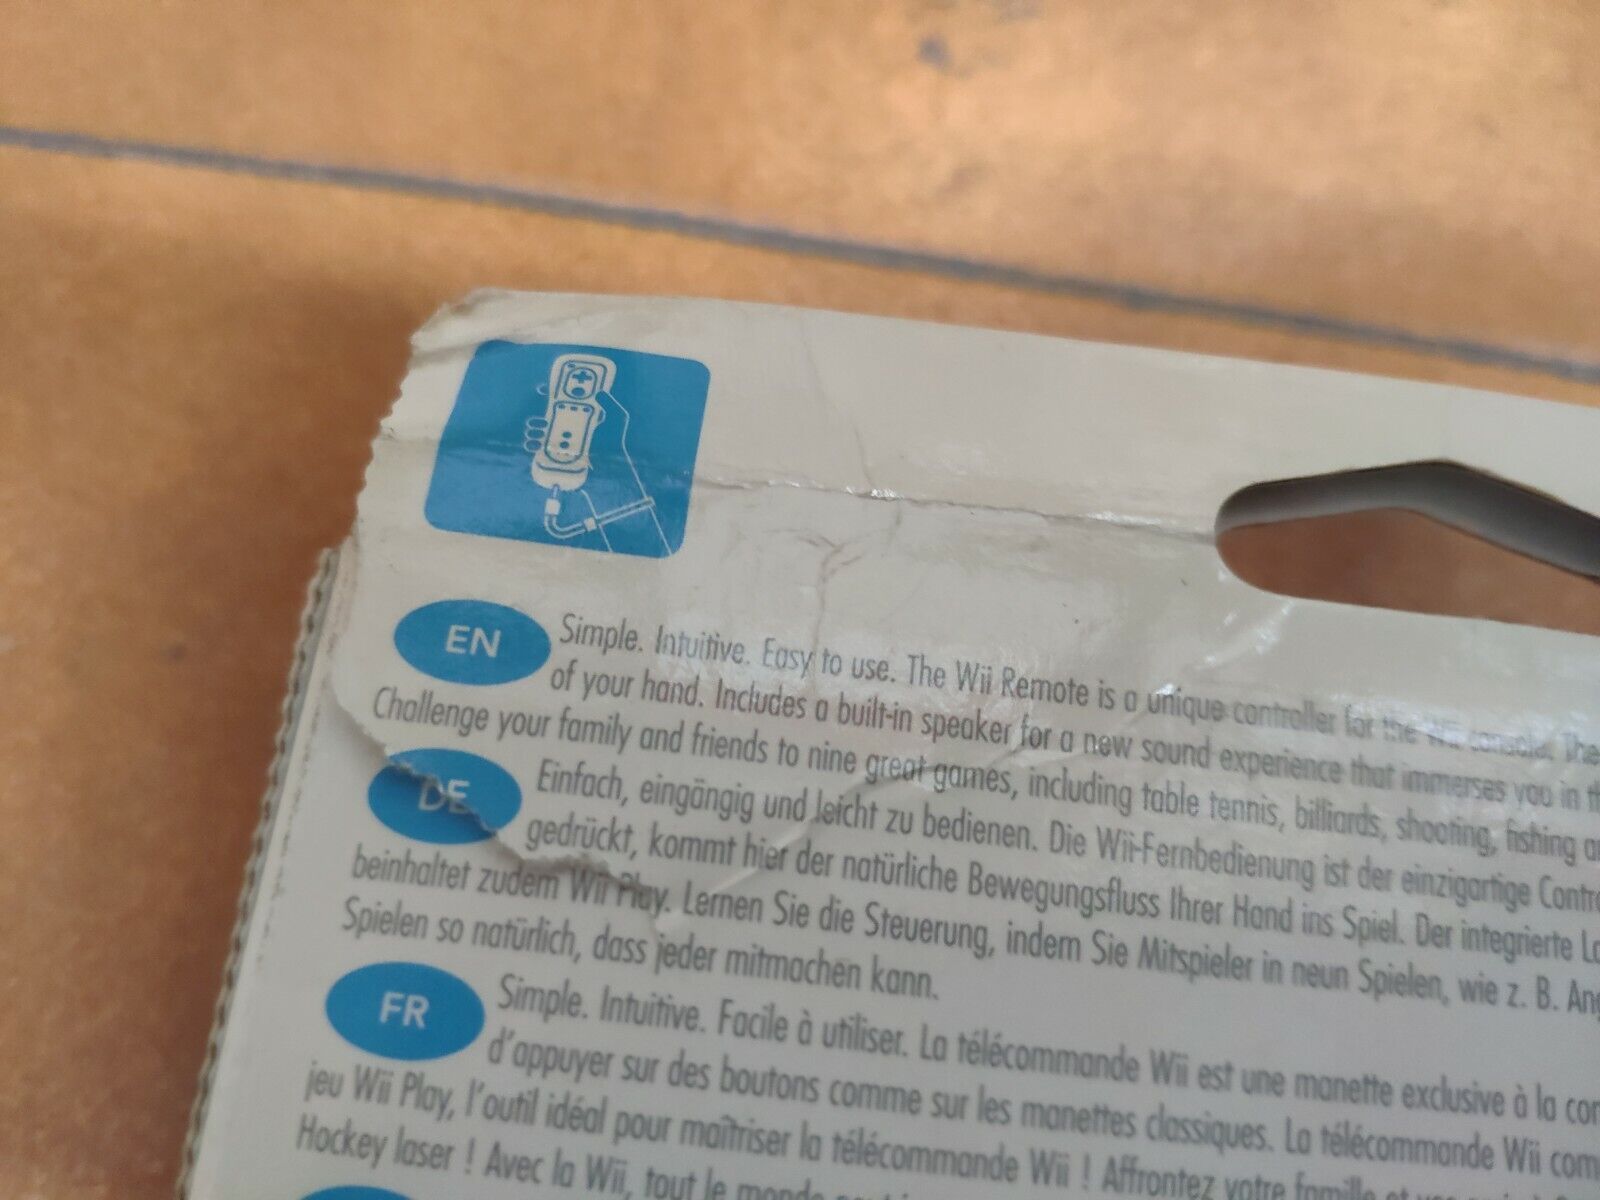 EN Simple. Intuitive. Easy to use. The Wii Remote is a unique controller for the Wii console. The
of your hand. Includes a built-in speaker for a new sound experience that immerses you in
Challenge your family and friends to nine great games, including table tennis, billiards, shooting, fishing
DE Einfach, eingängig und leicht zu bedienen. Die Wii-Fernbedienung ist der einzigartige
gedrückt, kommt hier der natürliche Bewegungsfluss Ihrer Hand ins Spiel. Der integrierte
beinhaltet zudem Wii Play. Lernen Sie die Steuerung, indem Sie Mitspieler in neun Spielen, wie z. B.
Spielen so natürlich, dass jeder mitmachen kann.
FR Simple. Intuitive. Facile à utiliser. La télécommande Wii est une manette exclusive à la
d'appuyer sur des boutons comme sur les manettes classiques. La télécommande Wii
jeu Wii Play, l'outil idéal pour maîtriser la télécommande Wii ! Affrontez votre famille et
Hockey laser ! Avec la Wii, tout le monde